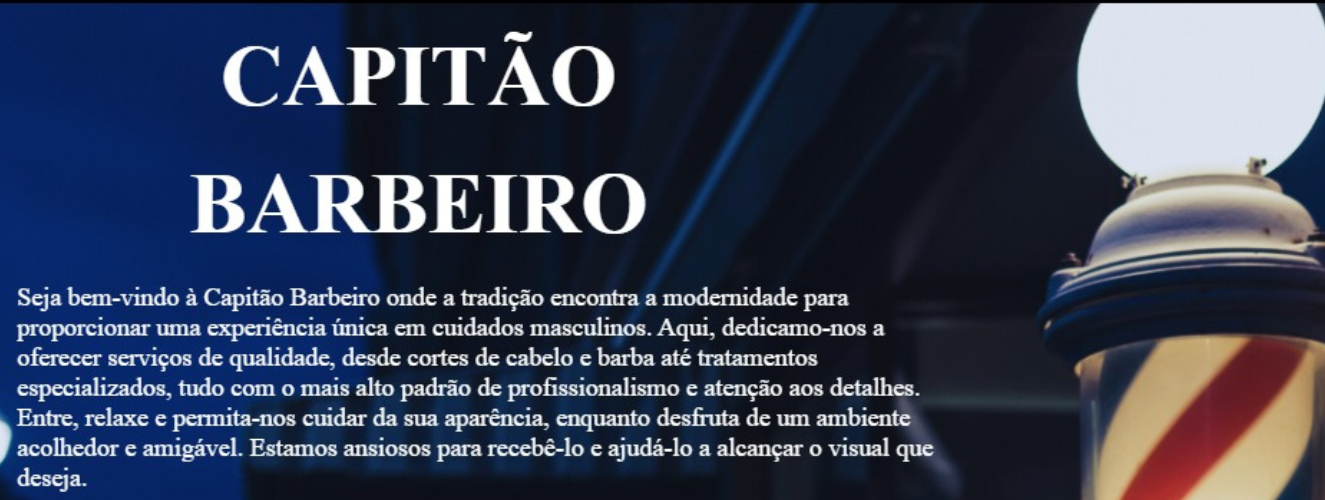 CAPITÃO
BARBEIRO
Seja bem-vindo à Capitão Barbeiro onde a tradição encontra a modernidade para
proporcionar uma experiência única em cuidados masculinos. Aqui, dedicamo-nos a
oferecer serviços de qualidade, desde cortes de cabelo e barba até tratamentos
especializados, tudo com o mais alto padrão de profissionalismo e atenção aos detalhes.
Entre, relaxe e permita-nos cuidar da sua aparência, enquanto desfruta de um ambiente
acolhedor e amigável. Estamos ansiosos para recebê-lo e ajudá-lo a alcançar o visual que
deseja.